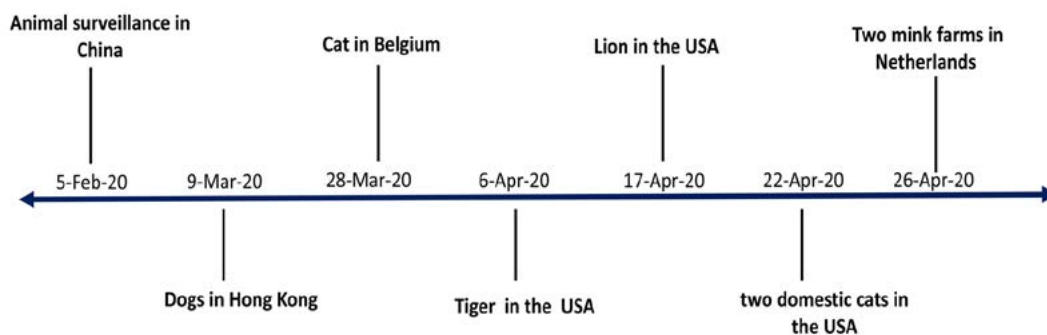 Animal surveillance in
China
Cat in Belgium
Lion in the USA
Two mink farms in
Netherlands
5-Feb-20
9-Mar-20
28-Mar-20
6-Apr-20
17-Apr-20
22-Apr-20
26-Apr-20
Dogs in Hong Kong
Tiger in the USA
two domestic cats in
the USA